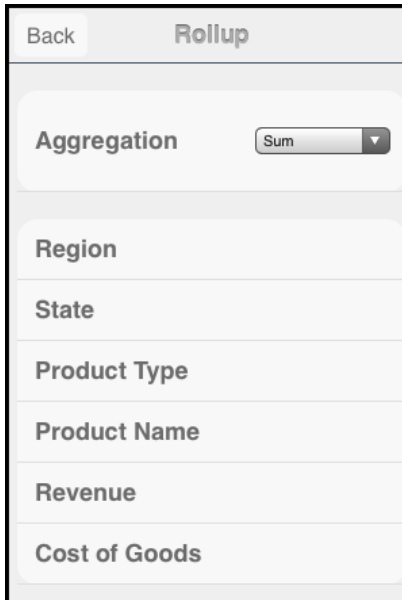 Back Rollup
Aggregation Sum
Region
State
Product Type
Product Name
Revenue
Cost of Goods